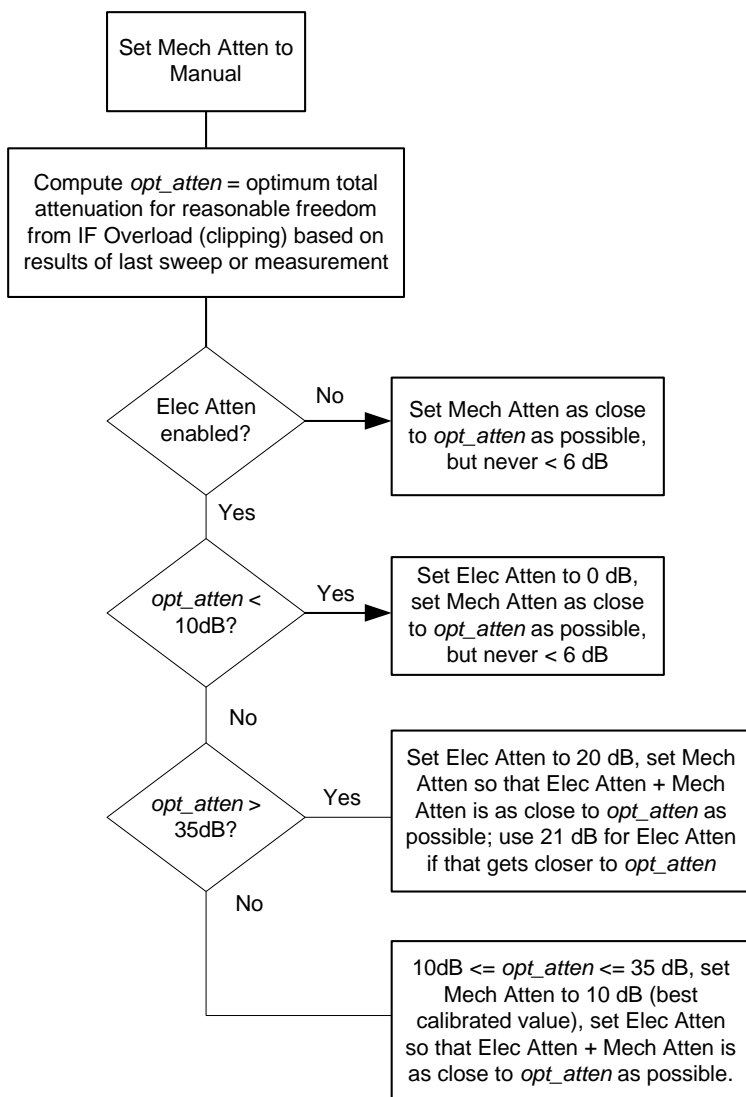 Set Mech Atten to
Manual
Compute opt_atten = optimum total
attenuation for reasonable freedom
from IF Overload (clipping) based on
results of last sweep or measurement
Elec Atten
enabled?
No
Set Mech Atten as close
to opt_atten as possible,
but never < 6 dB
Yes
opt_atten <
10dB?
Yes
Set Elec Atten to 0 dB,
set Mech Atten as close
to opt_atten as possible,
but never < 6 dB
No
opt_atten >
35dB?
Yes
Set Elec Atten to 20 dB, set Mech
Atten so that Elec Atten + Mech
Atten is as close to opt_atten as
possible; use 21 dB for Elec Atten
if that gets closer to opt_atten
No
10dB <= opt_atten <= 35 dB, set
Mech Atten to 10 dB (best
calibrated value), set Elec Atten
so that Elec Atten + Mech Atten is
as close to opt_atten as possible.